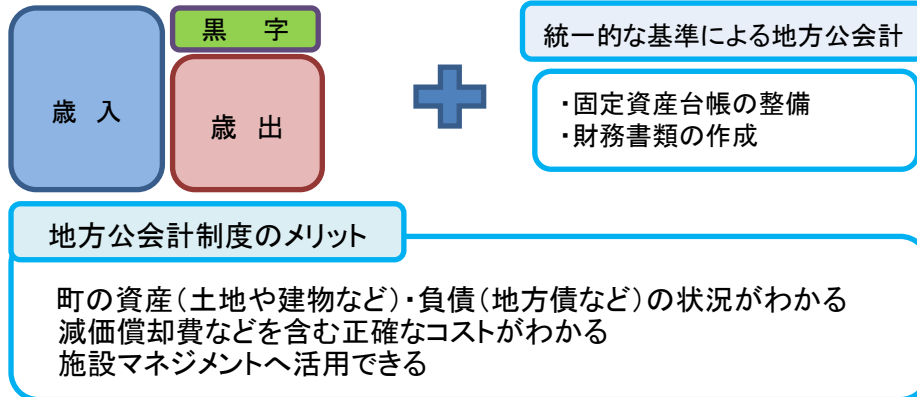 黒　字
歳　入
歳　出
統一的な基準による地方公会計
・固定資産台帳の整備
・財務書類の作成
地方公会計制度のメリット
町の資産（土地や建物など）・負債（地方債など）の状況がわかる
減価償却費などを含む正確なコストがわかる
施設マネジメントへ活用できる